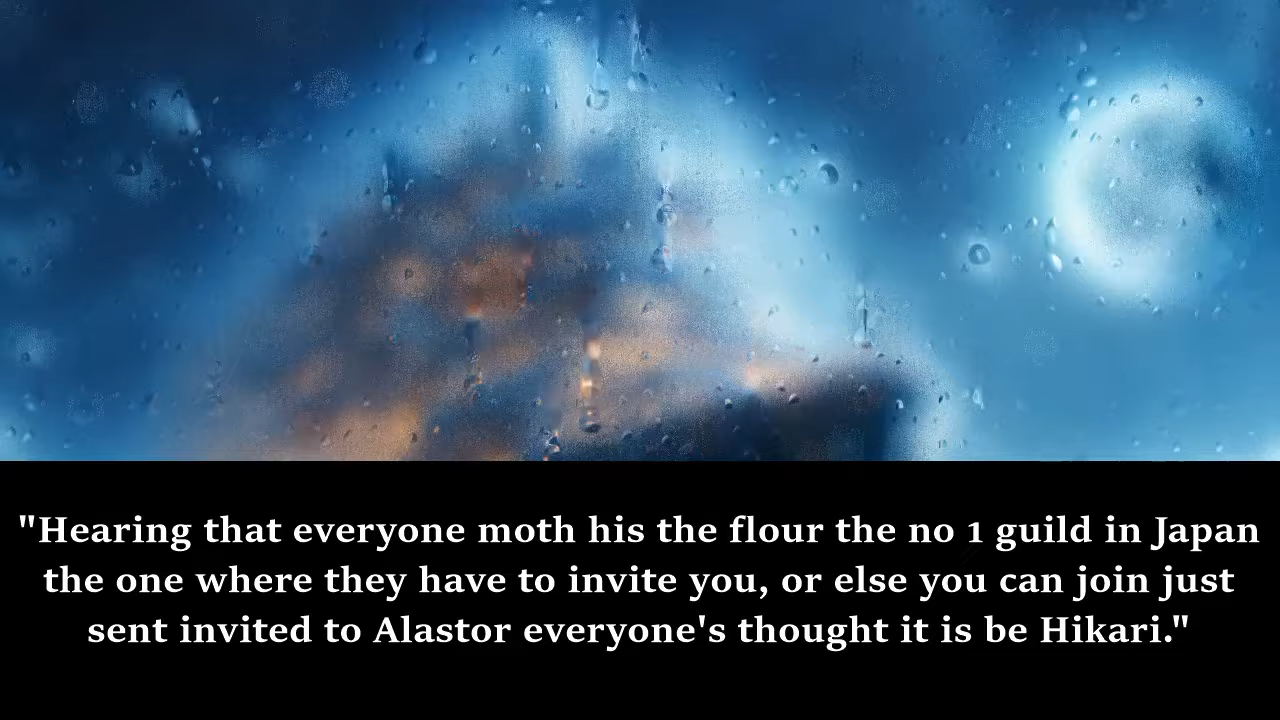 "Hearing that everyone moth his the flour the no 1 guild in Japan
the one where they have to invite you, or else you can join just
sent invited to Alastor everyone's thought it is be Hikari."